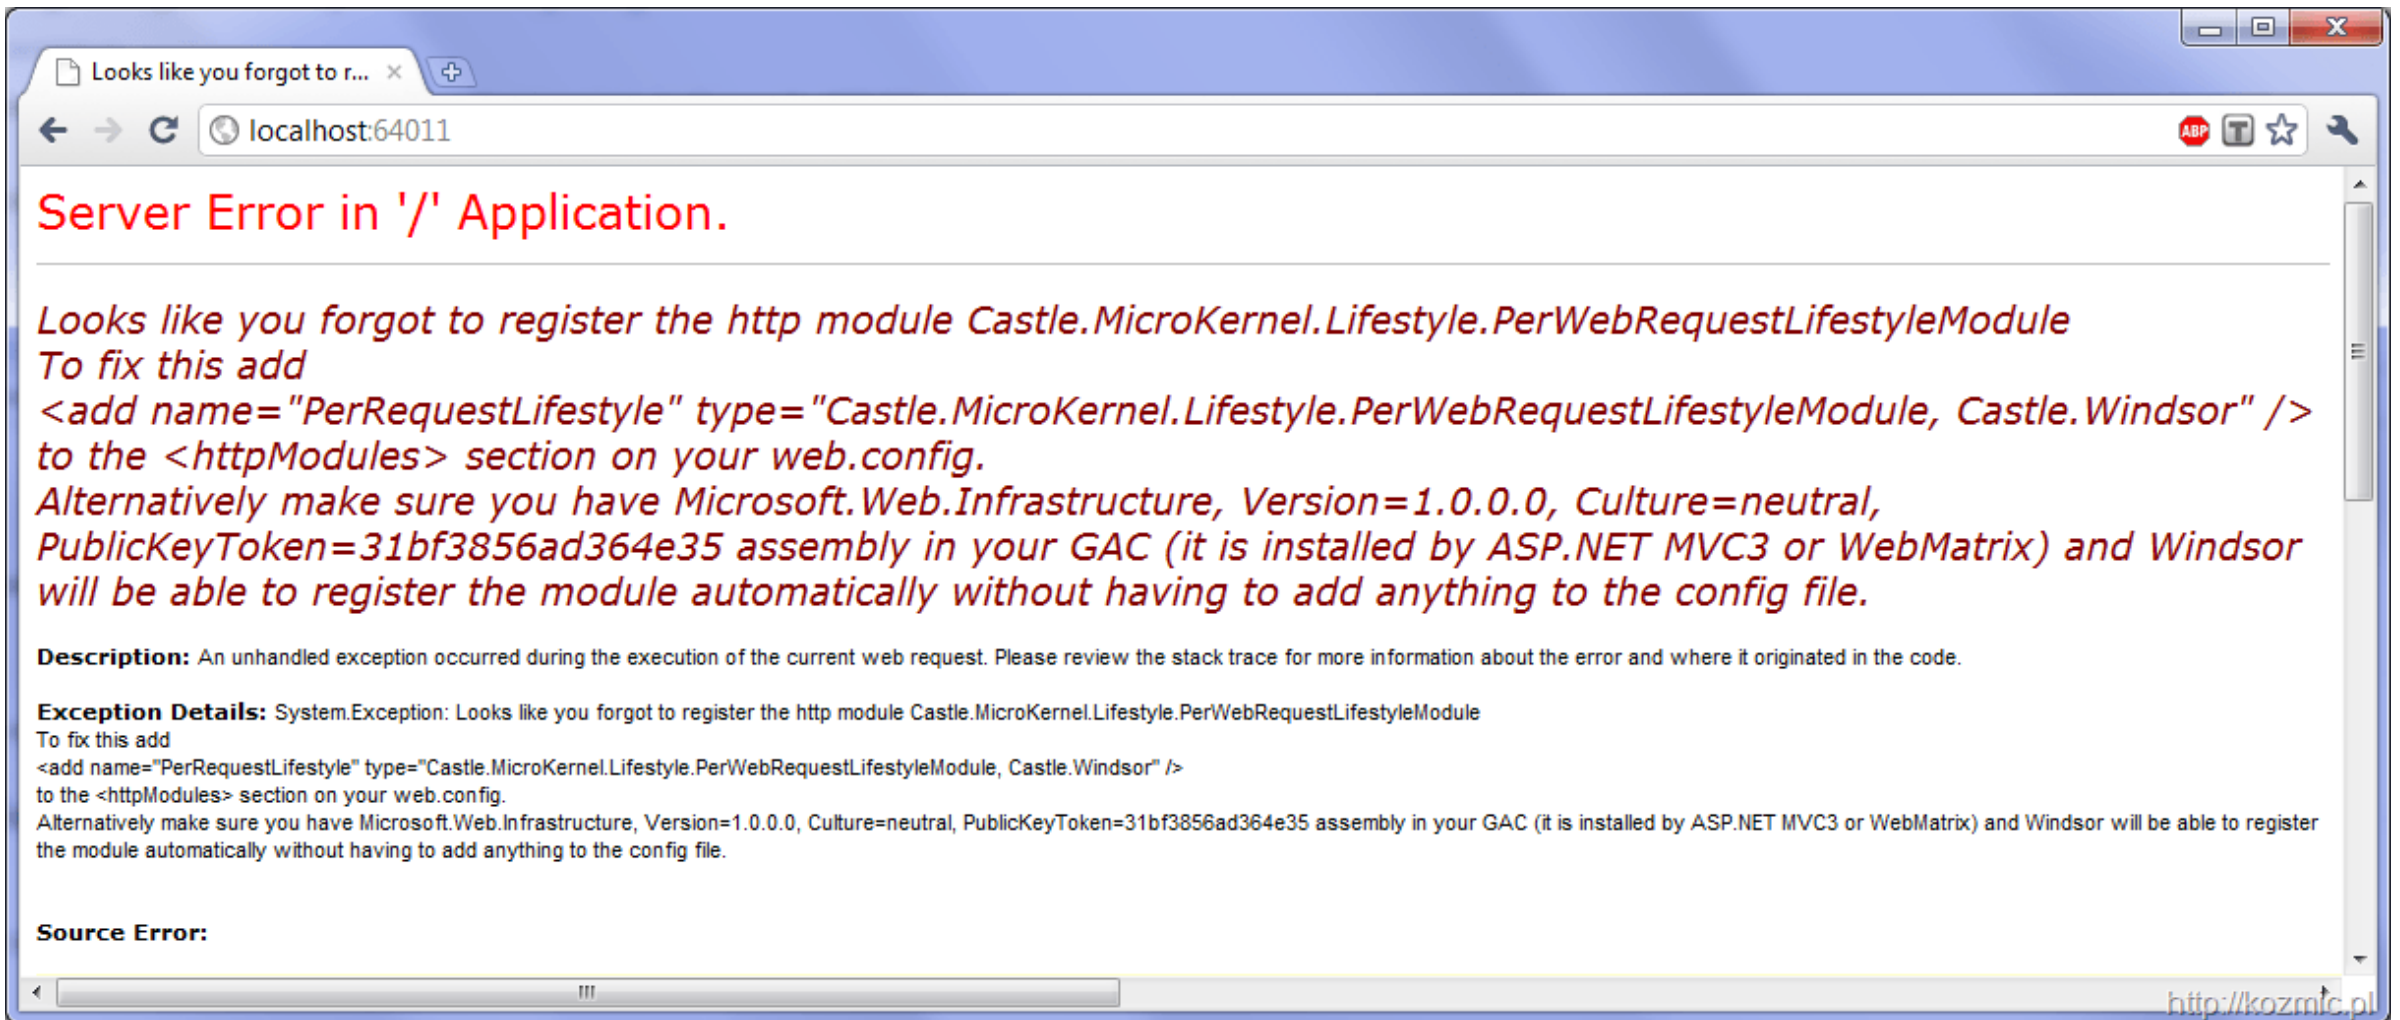 Looks like you forgot to r...
localhost:64011
ABP
T
Server Error in '/' Application.
Looks like you forgot to register the http module Castle.MicroKernel.Lifestyle.PerWebRequestLifestyleModule
To fix this add
<add name="PerRequestLifestyle" type="Castle.MicroKernel.Lifestyle.PerWebRequestLifestyleModule, Castle.Windsor" />
to the <httpModules> section on your web.config.
Alternatively make sure you have Microsoft.Web.Infrastructure, Version=1.0.0.0, Culture=neutral,
PublicKeyToken=31bf3856ad364e35 assembly in your GAC (it is installed by ASP.NET MVC3 or WebMatrix) and Windsor
will be able to register the module automatically without having to add anything to the config file.
Description: An unhandled exception occurred during the execution of the current web request. Please review the stack trace for more information about the error and where it originated in the code.
Exception Details: System.Exception: Looks like you forgot to register the http module Castle.MicroKernel.Lifestyle.PerWebRequestLifestyleModule
To fix this add
<add name="PerRequestLifestyle" type="Castle.MicroKernel.Lifestyle.PerWebRequestLifestyleModule, Castle.Windsor" />
to the <httpModules> section on your web.config.
Alternatively make sure you have Microsoft.Web.Infrastructure, Version=1.0.0.0, Culture=neutral, PublicKeyToken=31bf3856ad364e35 assembly in your GAC (it is installed by ASP.NET MVC3 or WebMatrix) and Windsor will be able to register
the module automatically without having to add anything to the config file.
Source Error:
http://kozmic.pl